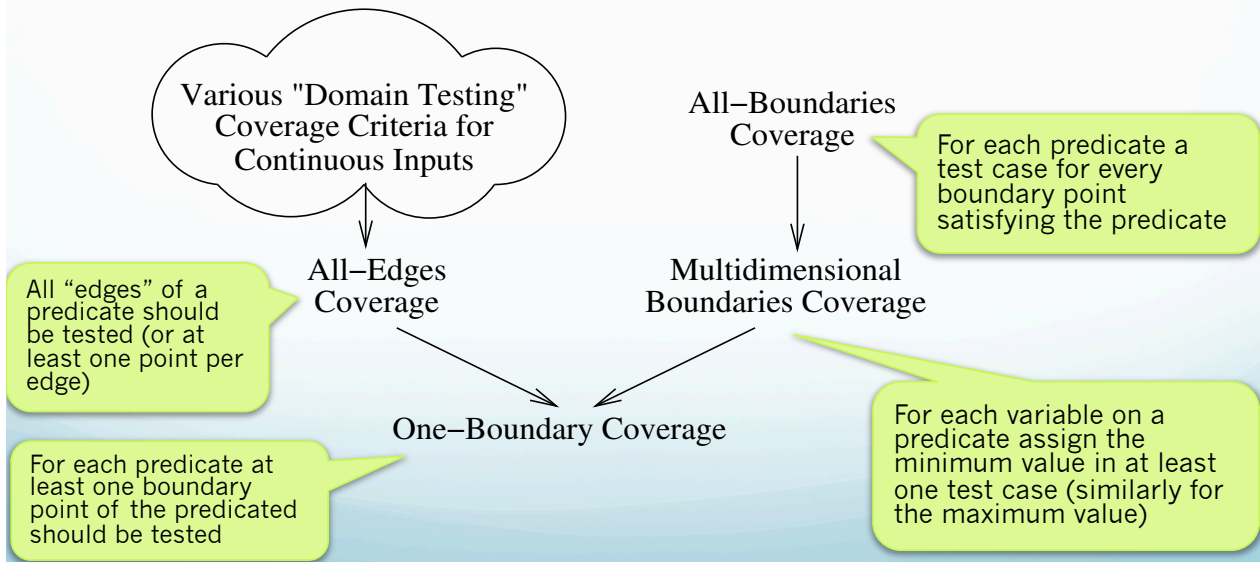 Various "Domain Testing"
Coverage Criteria for
Continuous Inputs
All−Boundaries
Coverage
For each predicate a
test case for every
boundary point
satisfying the predicate
All−Edges
Coverage
Multidimensional
Boundaries Coverage
All “edges” of a
predicate should
be tested (or at
least one point per
edge)
One−Boundary Coverage
For each predicate at
least one boundary
point of the predicated
should be tested
For each variable on a
predicate assign the
minimum value in at least
one test case (similarly for
the maximum value)